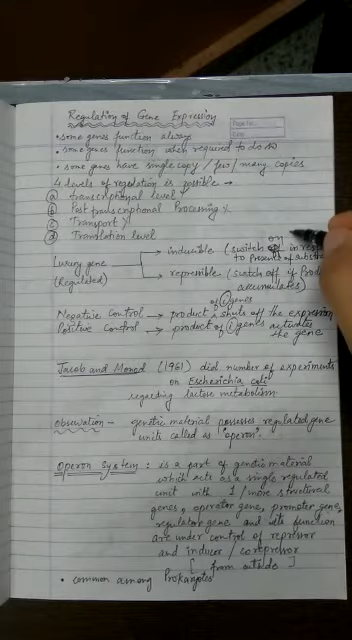 Regulation of Gene Expression
• some genes function always
• some genes function when required to do so
• some genes have single copy / few / many copies
4 levels of regulation is possible →
ⓐ transcriptional level
ⓑ Post transcriptional Processing
ⓒ Transport
ⓓ Translation level
on
Luxury gene (Regulated)
→ inducible (switch in to presence of
→ repressible (switch off if accumulates)
of i genes
Negative Control → product shuts off the expression
Positive Control → product of i genes activates the gene
Jacob and Monod (1961) did number of experiments
on Escherichia coli
regarding lactose metabolism.
Observation - genetic material possesses regulated gene
units called as "operon".
Operon System : is a part of genetic material
which acts as a single regulated
unit with 1 / more structural
genes, operator gene, promoter gene,
regulator gene and its function
are under control of repressor
and inducer / corepressor
[from outside]
• common among Prokaryotes